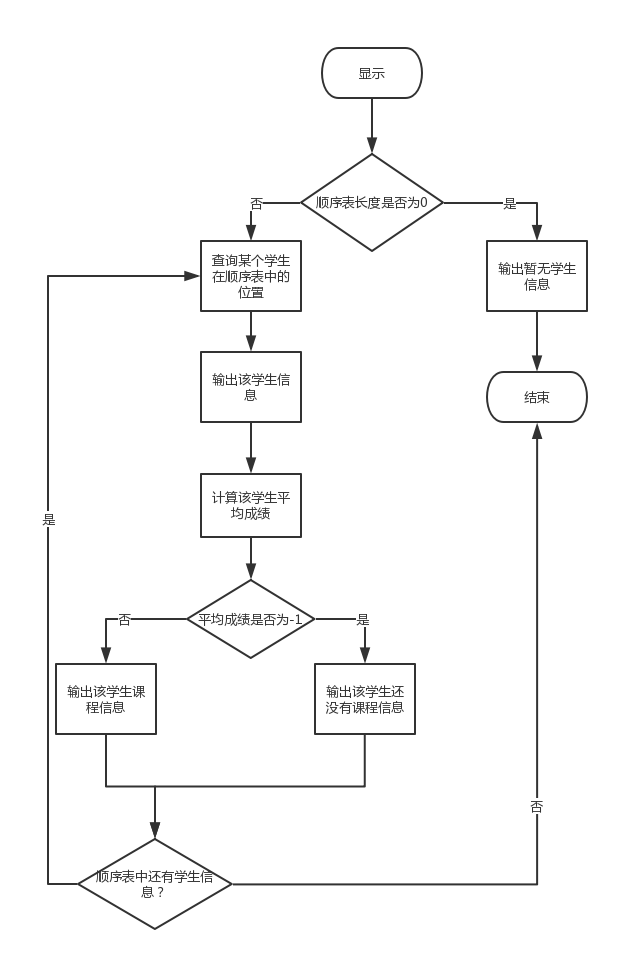 显示
顺序表长度是否为0
否
是
查询某个学生
在顺序表中的
位置
输出暂无学生
信息
输出该学生信
息
结束
计算该学生平
均成绩
是
平均成绩是否为-1
否
是
输出该学生课
程信息
输出该学生还
没有课程信息
否
顺序表中还有学生信
息？